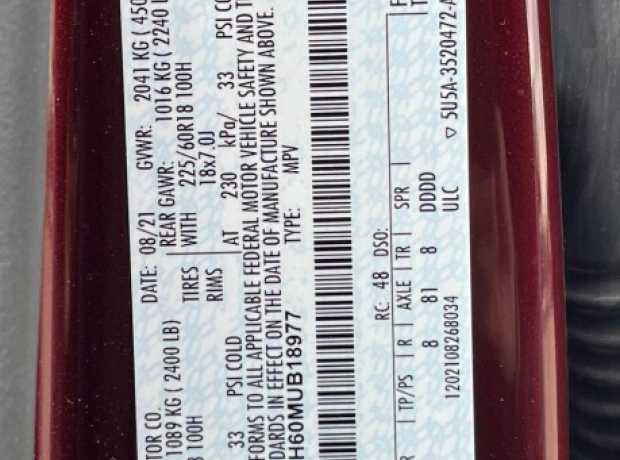 TOR CO. DATE: 08/21 GVWR: 2041 KG ( 450
1089 KG ( 2400 LB) REAR GAWR: 1016 KG ( 2240 L
100H TIRES WITH 225/60R18 100H
RIMS 18x7.0J
33 PSI COLD AT 230 kPa/ 33 PSI C
FORMS TO ALL APPLICABLE FEDERAL MOTOR VEHICLE SAFETY AND T
DARDS IN EFFECT ON THE DATE OF MANUFACTURE SHOWN ABOVE.
H60MUB18977 TYPE: MPV
RC: 48 DSO:
TP/PS R AXLE TR SPR
8 81 8 DDDD
1202108268034 ULC ▽ 5U5A-3520472-A